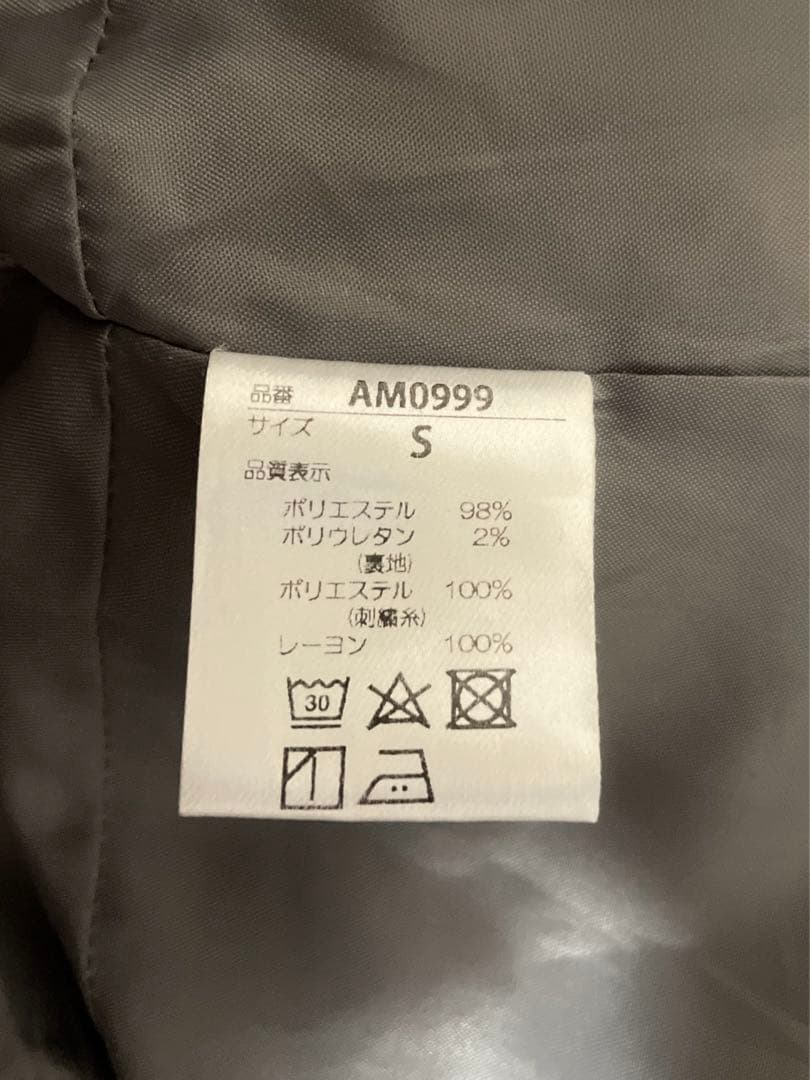 品番 AM0999
サイズ S
品質表示
ポリエステル 98%
ポリウレタン 2%
(裏地)
ポリエステル 100%
(刺繍糸)
レーヨン 100%
30